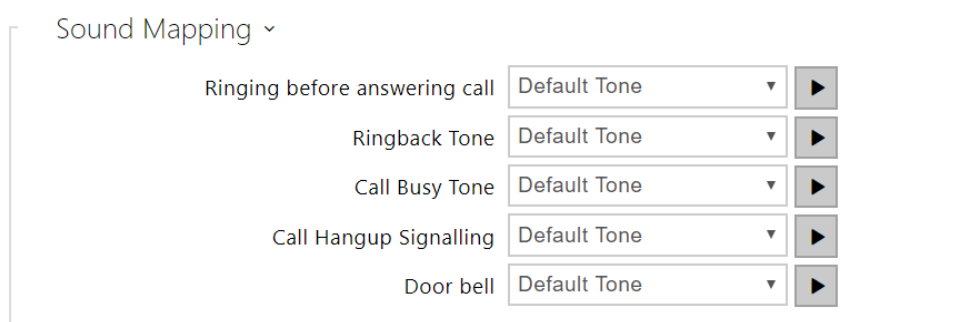 Sound Mapping
Ringing before answering call Default Tone
Ringback Tone Default Tone
Call Busy Tone Default Tone
Call Hangup Signalling Default Tone
Door bell Default Tone